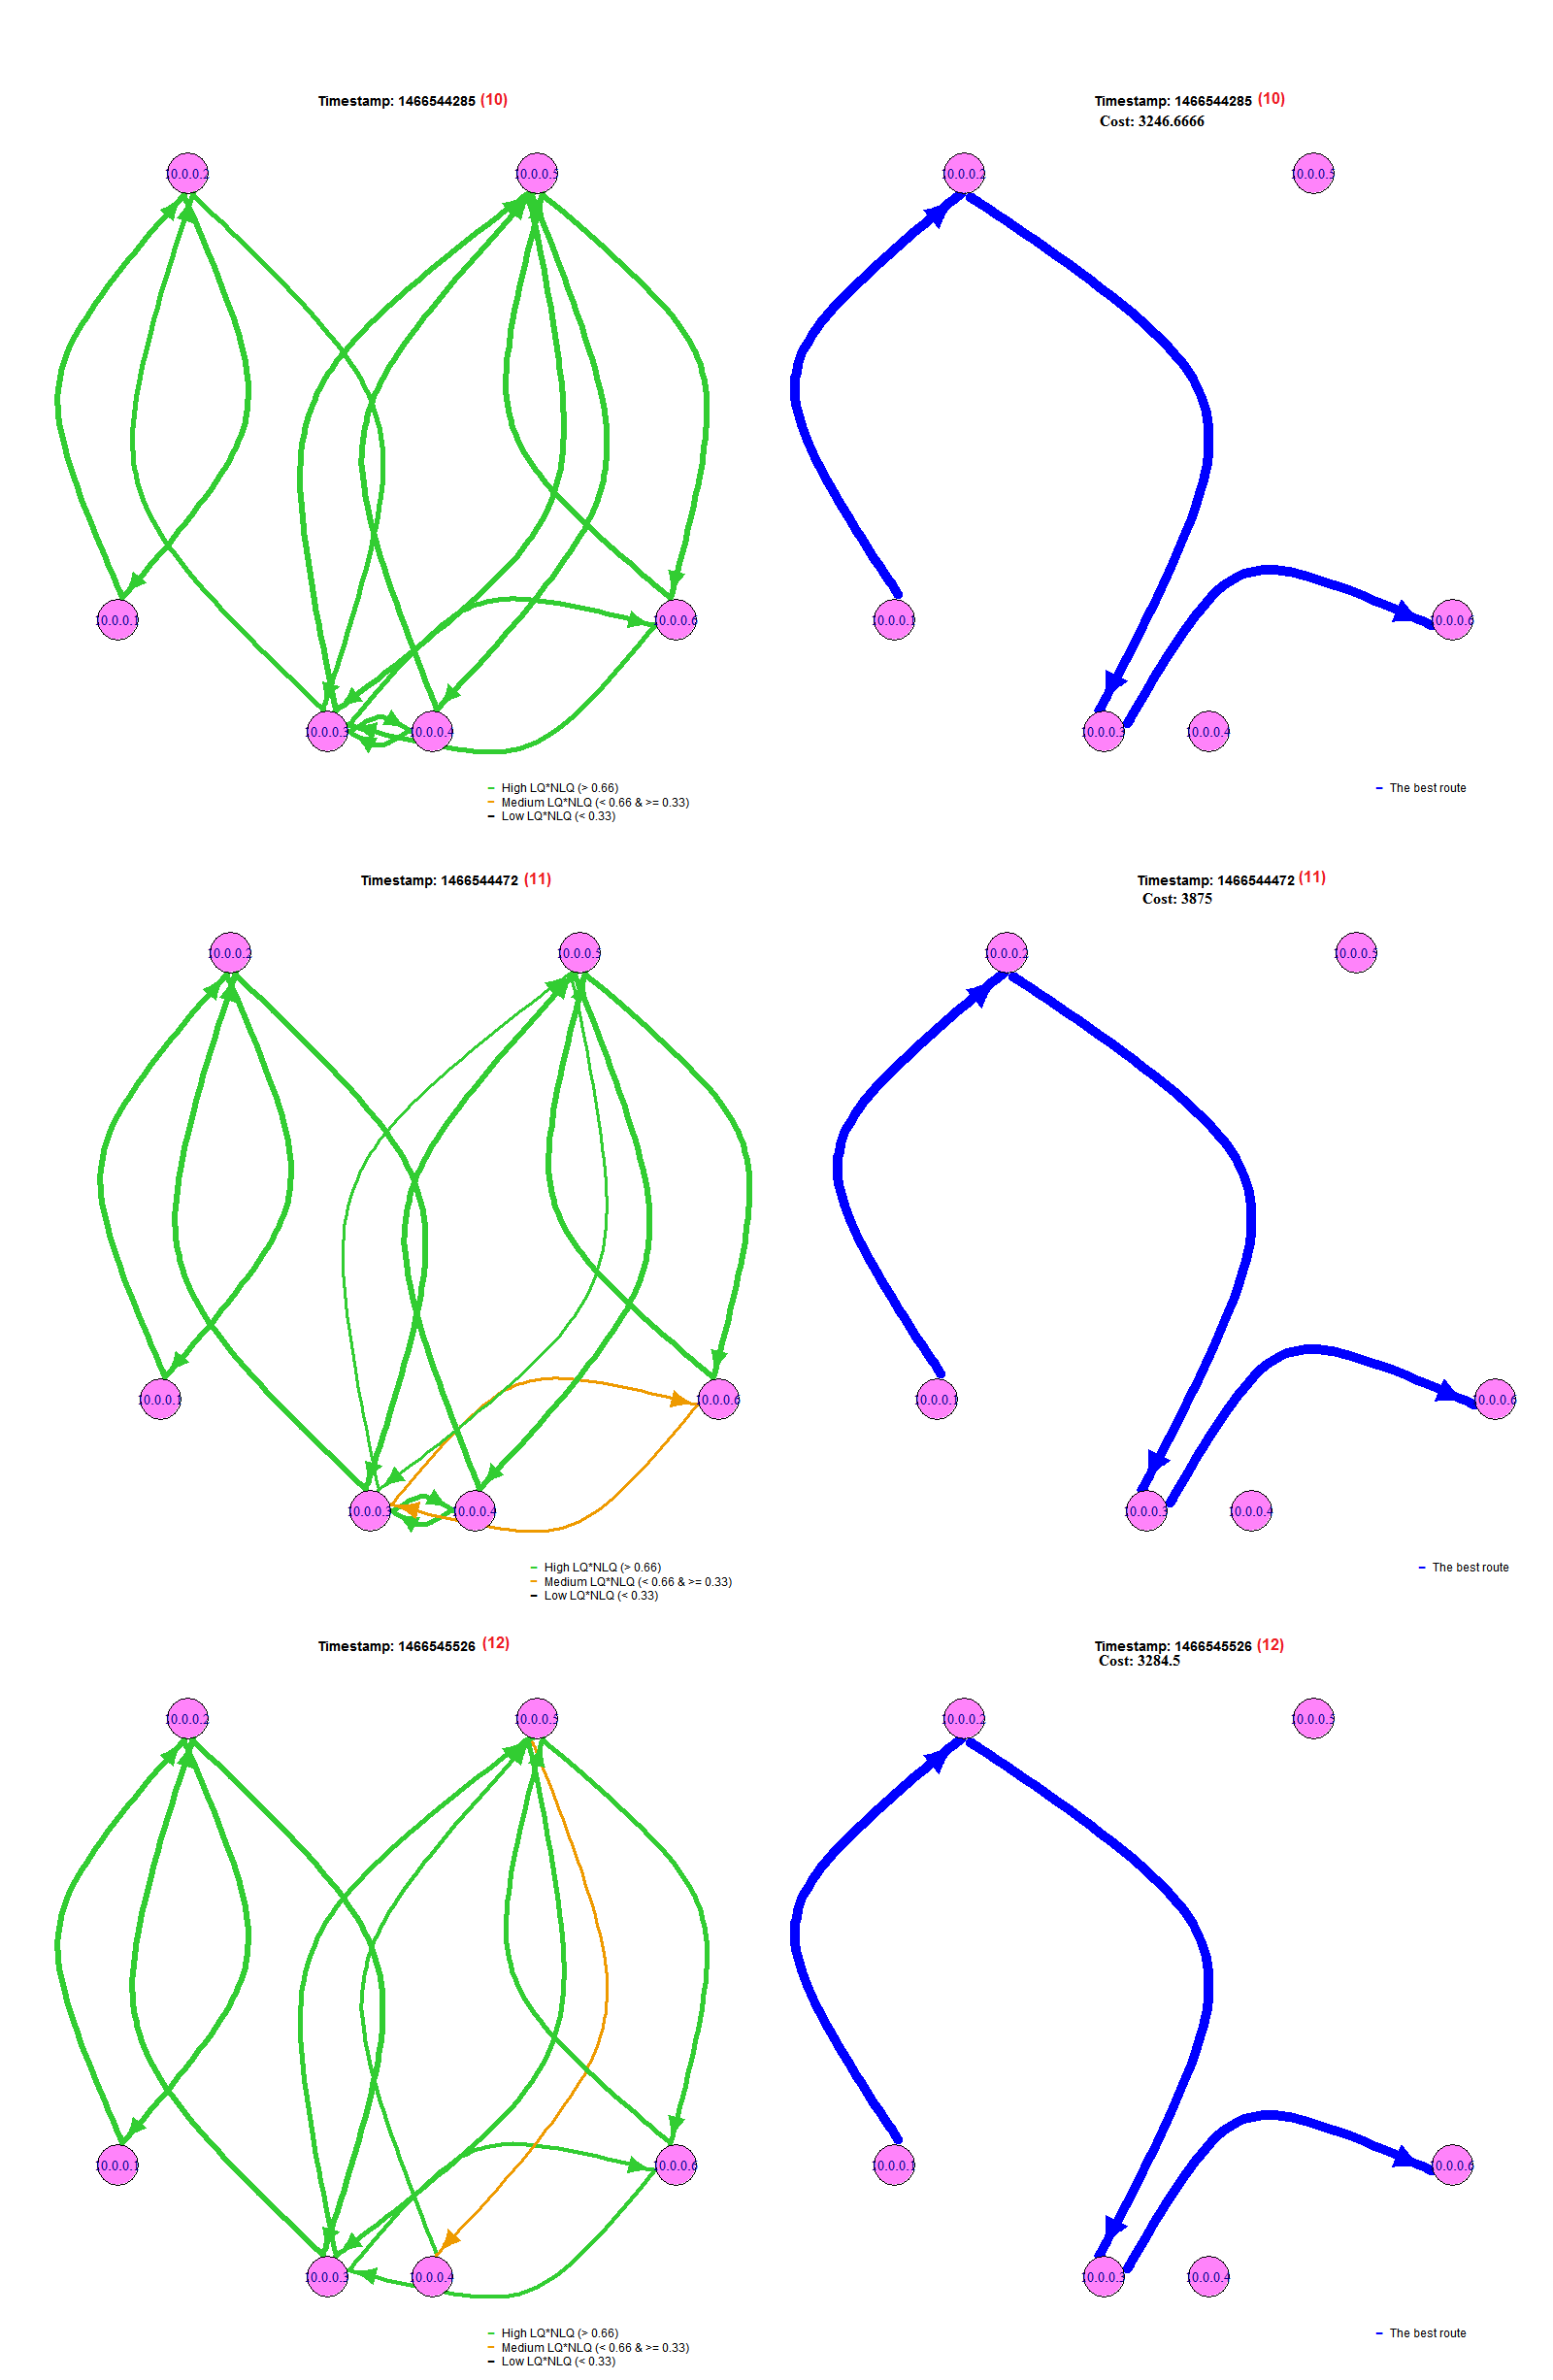 Timestamp: 1466544285 (10)
Timestamp: 1466544285 (10)
Cost: 3246.6666
10.0.0.2
10.0.0.5
10.0.0.2
10.0.0.5
10.0.0.1
10.0.0.6
10.0.0.1
10.0.0.6
10.0.0.3
10.0.0.4
10.0.0.3
10.0.0.4
High LQ*NLQ (> 0.66)
Medium LQ*NLQ (< 0.66 & >= 0.33)
Low LQ*NLQ (< 0.33)
The best route
Timestamp: 1466544472 (11)
Timestamp: 1466544472 (11)
Cost: 3875
10.0.0.2
10.0.0.5
10.0.0.2
10.0.0.5
10.0.0.1
10.0.0.6
10.0.0.1
10.0.0.6
10.0.0.3
10.0.0.4
10.0.0.3
10.0.0.4
High LQ*NLQ (> 0.66)
Medium LQ*NLQ (< 0.66 & >= 0.33)
Low LQ*NLQ (< 0.33)
The best route
Timestamp: 1466545526 (12)
Timestamp: 1466545526 (12)
Cost: 3284.5
10.0.0.2
10.0.0.5
10.0.0.2
10.0.0.5
10.0.0.1
10.0.0.6
10.0.0.1
10.0.0.6
10.0.0.3
10.0.0.4
10.0.0.3
10.0.0.4
High LQ*NLQ (> 0.66)
Medium LQ*NLQ (< 0.66 & >= 0.33)
Low LQ*NLQ (< 0.33)
The best route